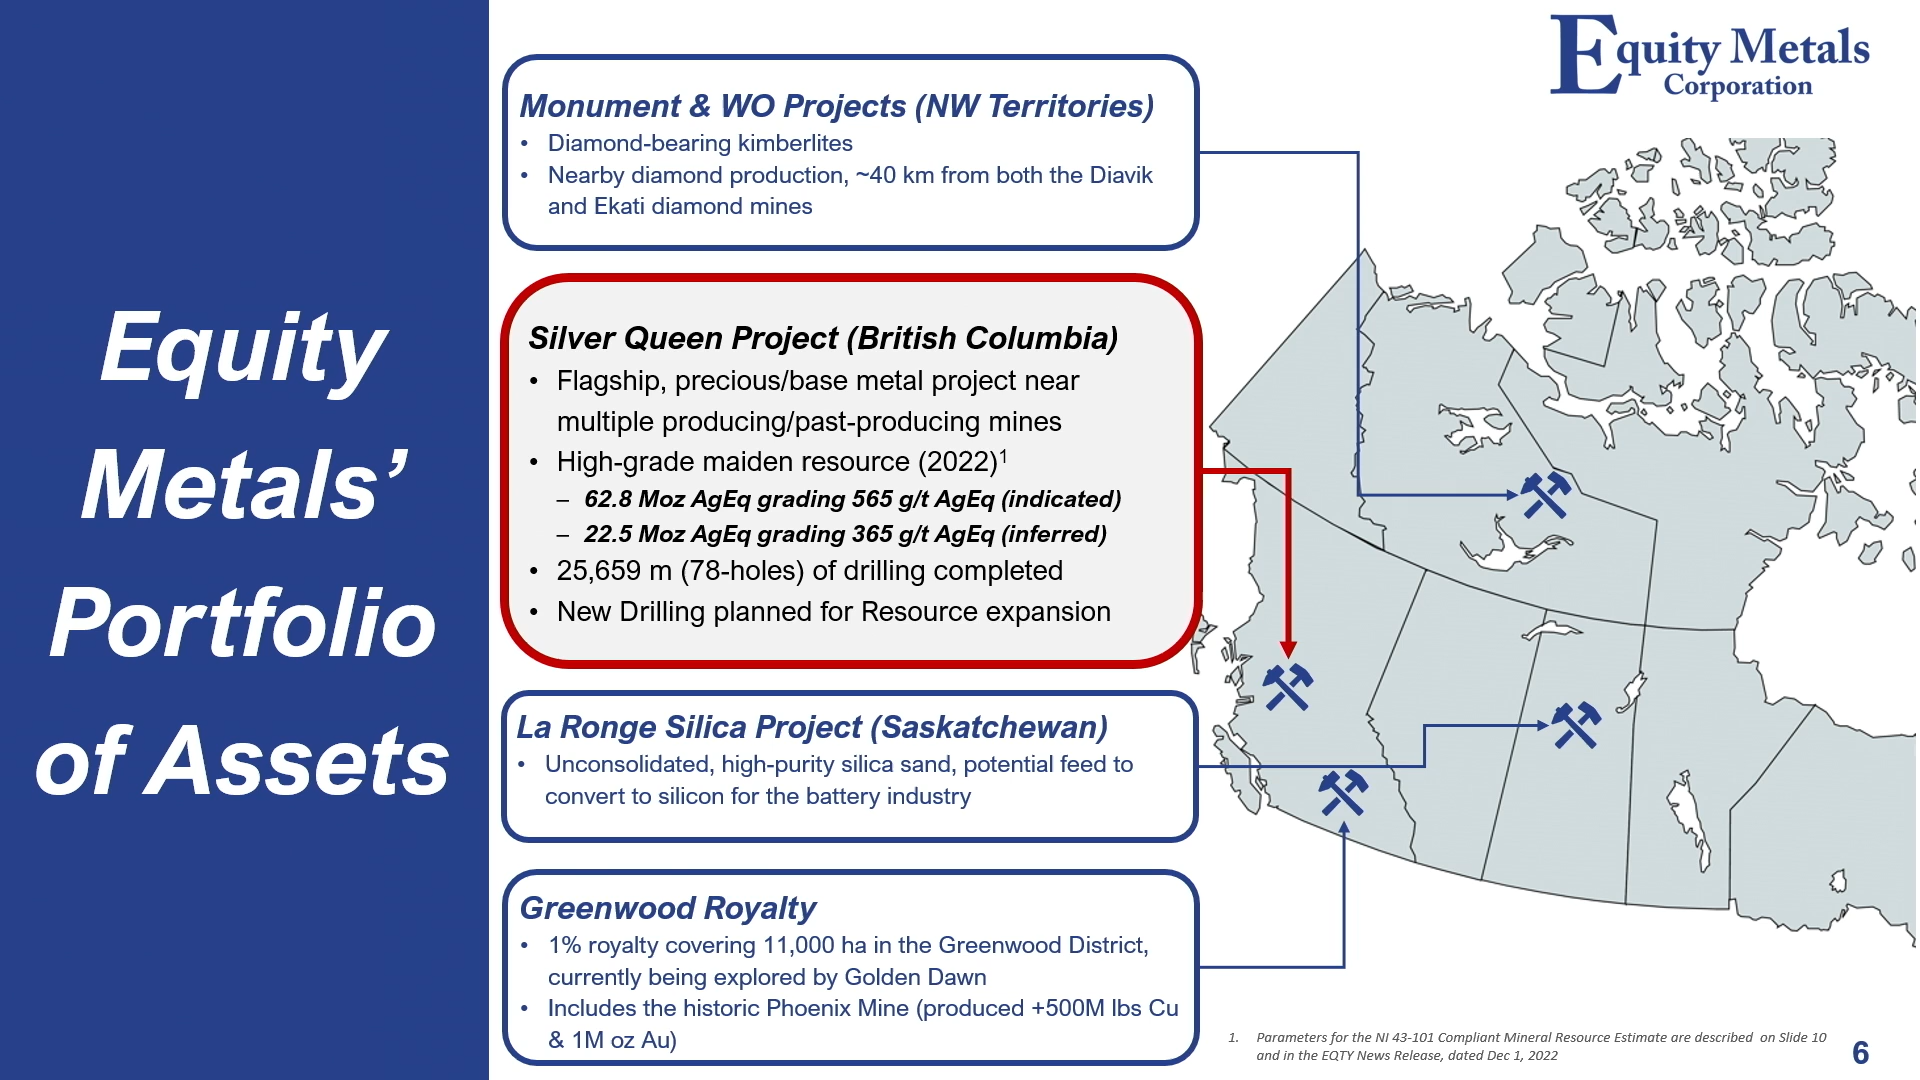 Equity
Metals’
Portfolio
of Assets
Equity Metals
Corporation
Monument & WO Projects (NW Territories)
• Diamond-bearing kimberlites
• Nearby diamond production, ~40 km from both the Diavik
and Ekati diamond mines
Silver Queen Project (British Columbia)
• Flagship, precious/base metal project near
multiple producing/past-producing mines
• High-grade maiden resource (2022)1
– 62.8 Moz AgEq grading 565 g/t AgEq (indicated)
– 22.5 Moz AgEq grading 365 g/t AgEq (inferred)
• 25,659 m (78-holes) of drilling completed
• New Drilling planned for Resource expansion
La Ronge Silica Project (Saskatchewan)
• Unconsolidated, high-purity silica sand, potential feed to
convert to silicon for the battery industry
Greenwood Royalty
• 1% royalty covering 11,000 ha in the Greenwood District,
currently being explored by Golden Dawn
• Includes the historic Phoenix Mine (produced +500M lbs Cu
& 1M oz Au)
1. Parameters for the NI 43-101 Compliant Mineral Resource Estimate are described on Slide 10
and in the EQTY News Release, dated Dec 1, 2022
6